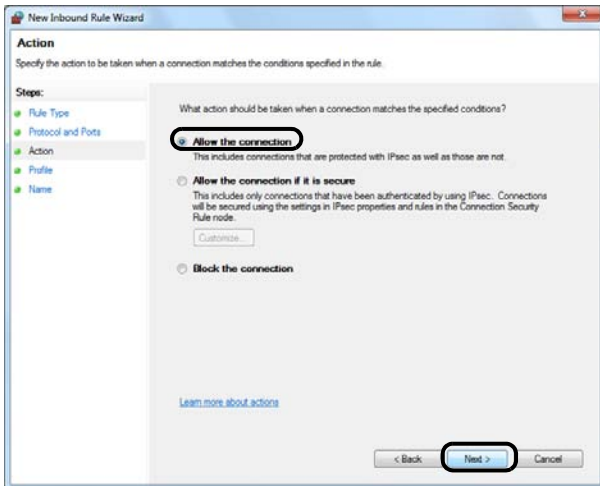 New Inbound Rule Wizard
Action
Specify the action to be taken when a connection matches the conditions specified in the rule.
Steps:
Rule Type
Protocol and Ports
Action
Profile
Name
What action should be taken when a connection matches the specified conditions?
Allow the connection
This includes connections that are protected with IPsec as well as those are not.
Allow the connection if it is secure
This includes only connections that have been authenticated by using IPsec. Connections
will be secured using the settings in IPsec properties and rules in the Connection Security
Rule node.
Customize...
Block the connection
Learn more about actions
< Back
Next >
Cancel